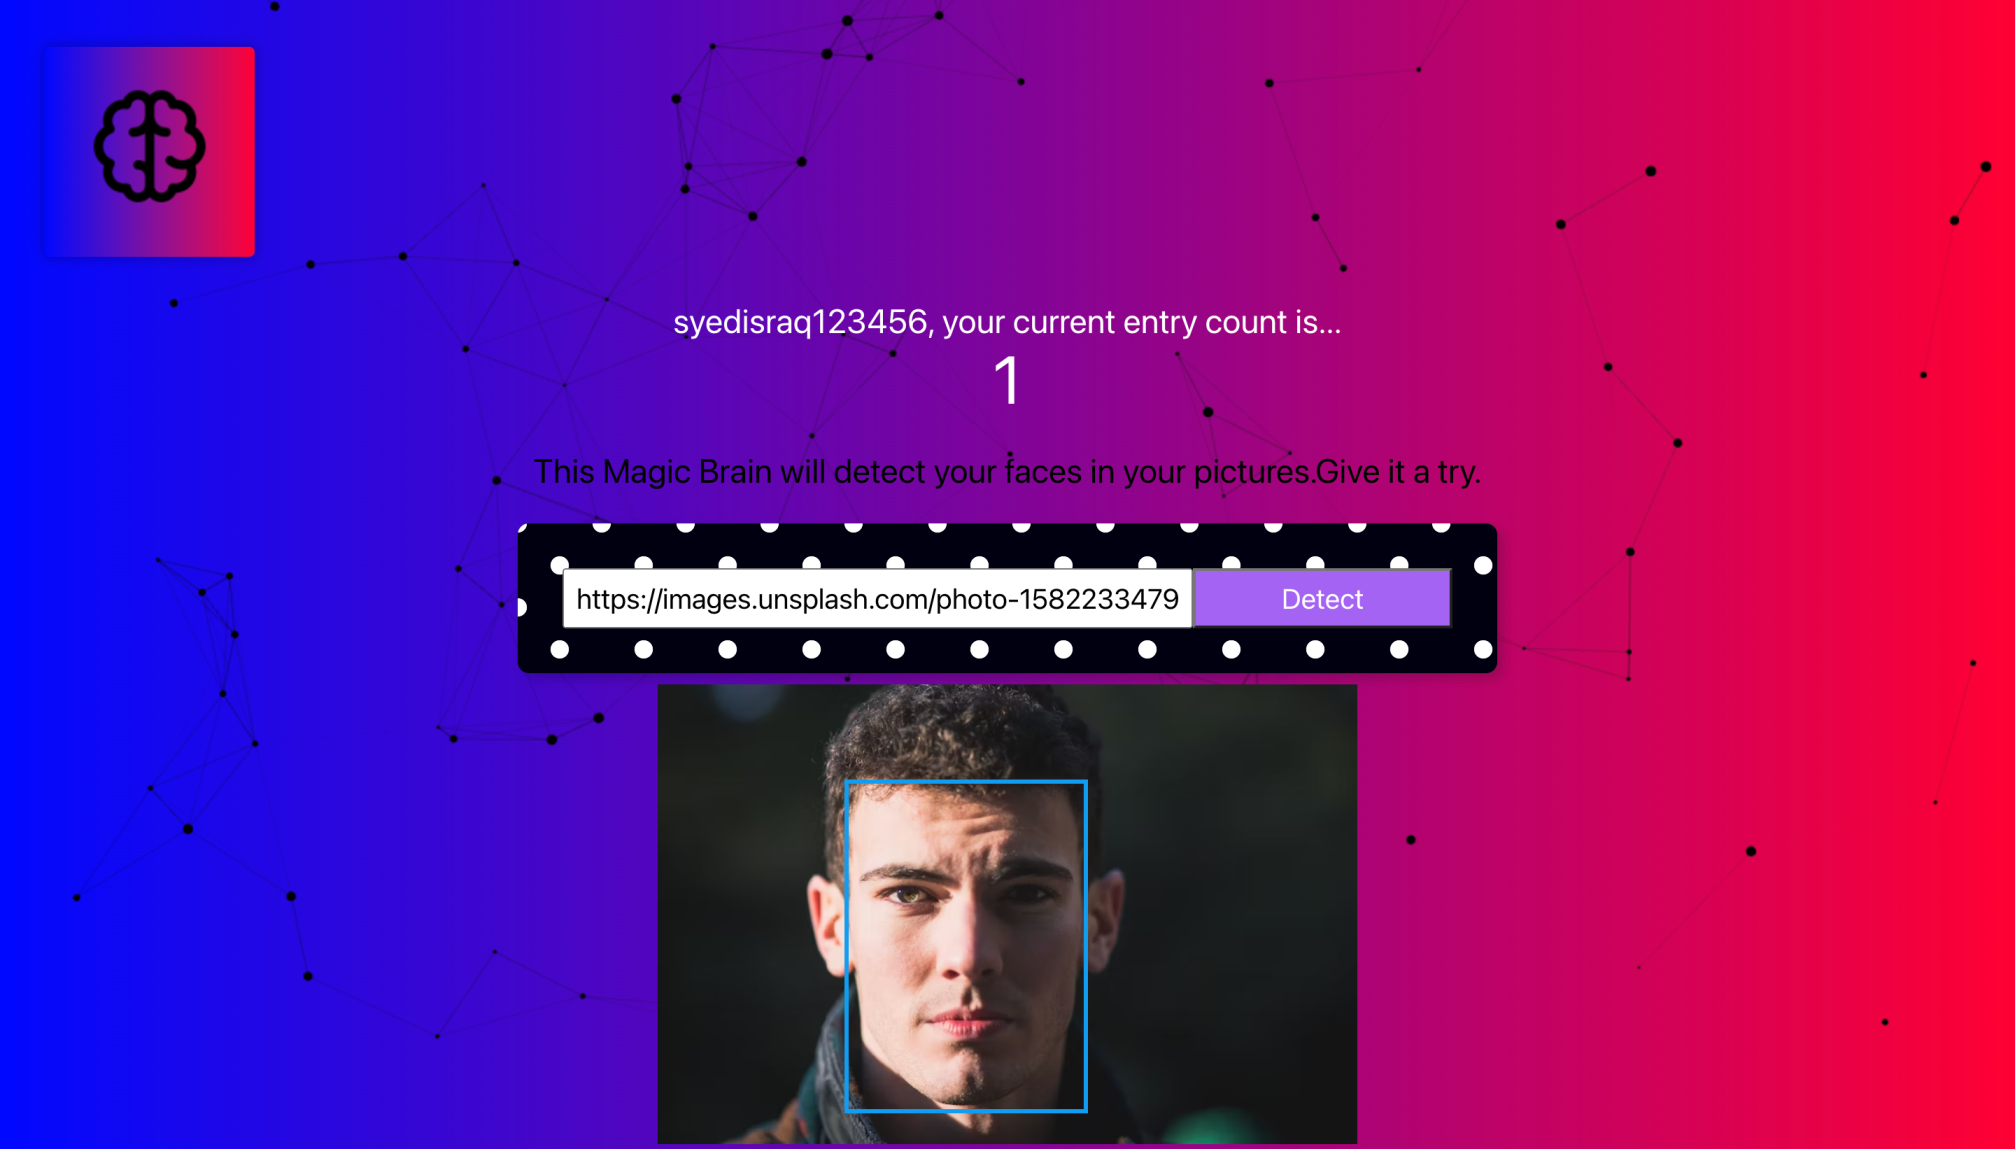 syedisraq123456, your current entry count is...
1
This Magic Brain will detect your faces in your pictures.Give it a try.
https://images.unsplash.com/photo-1582233479
Detect